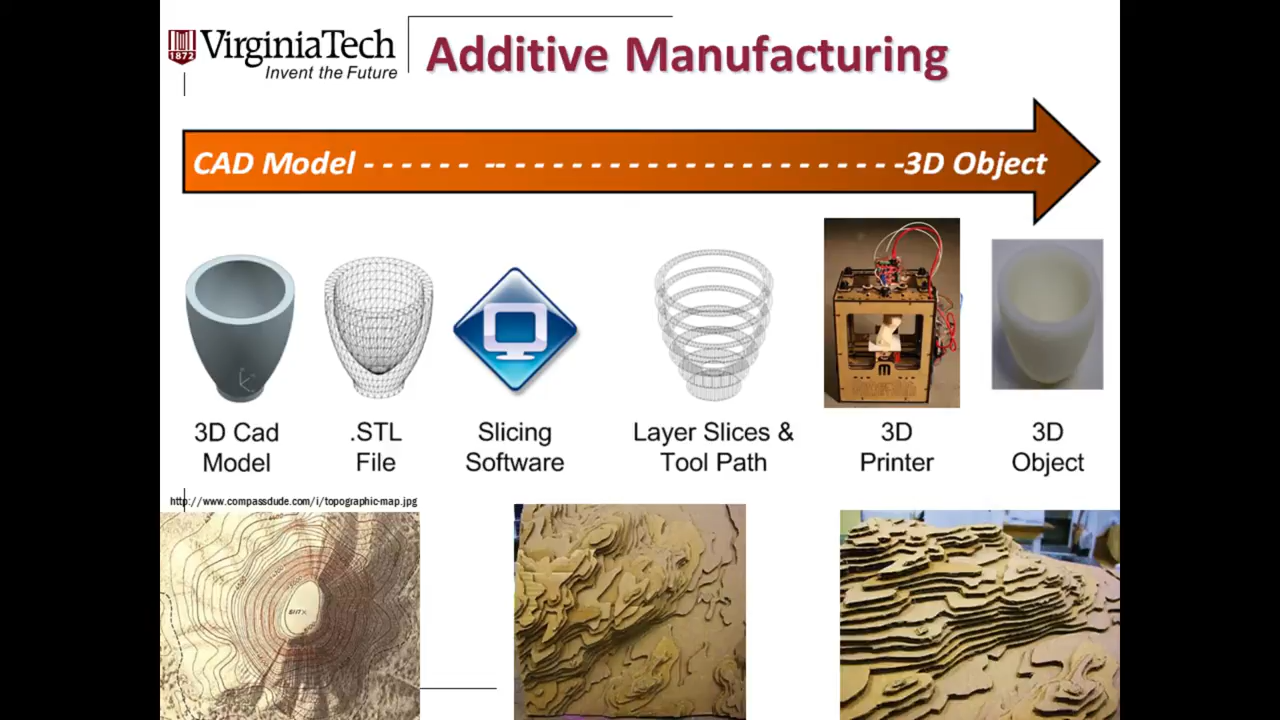 1872
VirginiaTech
Invent the Future
Additive Manufacturing
CAD Model - - - - - - -- - - - - - - - - - - - - - - - - - - - - - - -3D Object
3D Cad
Model
.STL
File
Slicing
Software
Layer Slices &
Tool Path
3D
Printer
3D
Object
http://www.compassdude.com/i/topographic-map.jpg
M